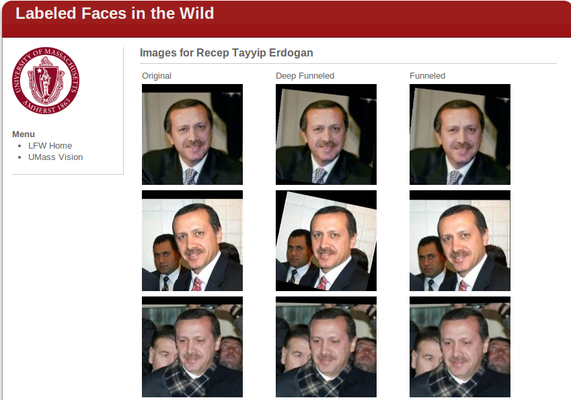 Labeled Faces in the Wild
UNIVERSITY OF MASSACHUSETTS
AMHERST 1863
Menu
LFW Home
UMass Vision
Images for Recep Tayyip Erdogan
Original Deep Funneled Funneled